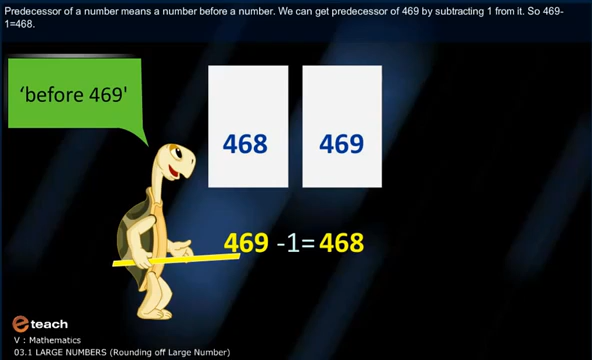 Predecessor of a number means a number before a number. We can get predecessor of 469 by subtracting 1 from it. So 469-
1=468.
‘before 469'
468 469
469 -1= 468
e teach
V : Mathematics
03.1 LARGE NUMBERS (Rounding off Large Number)